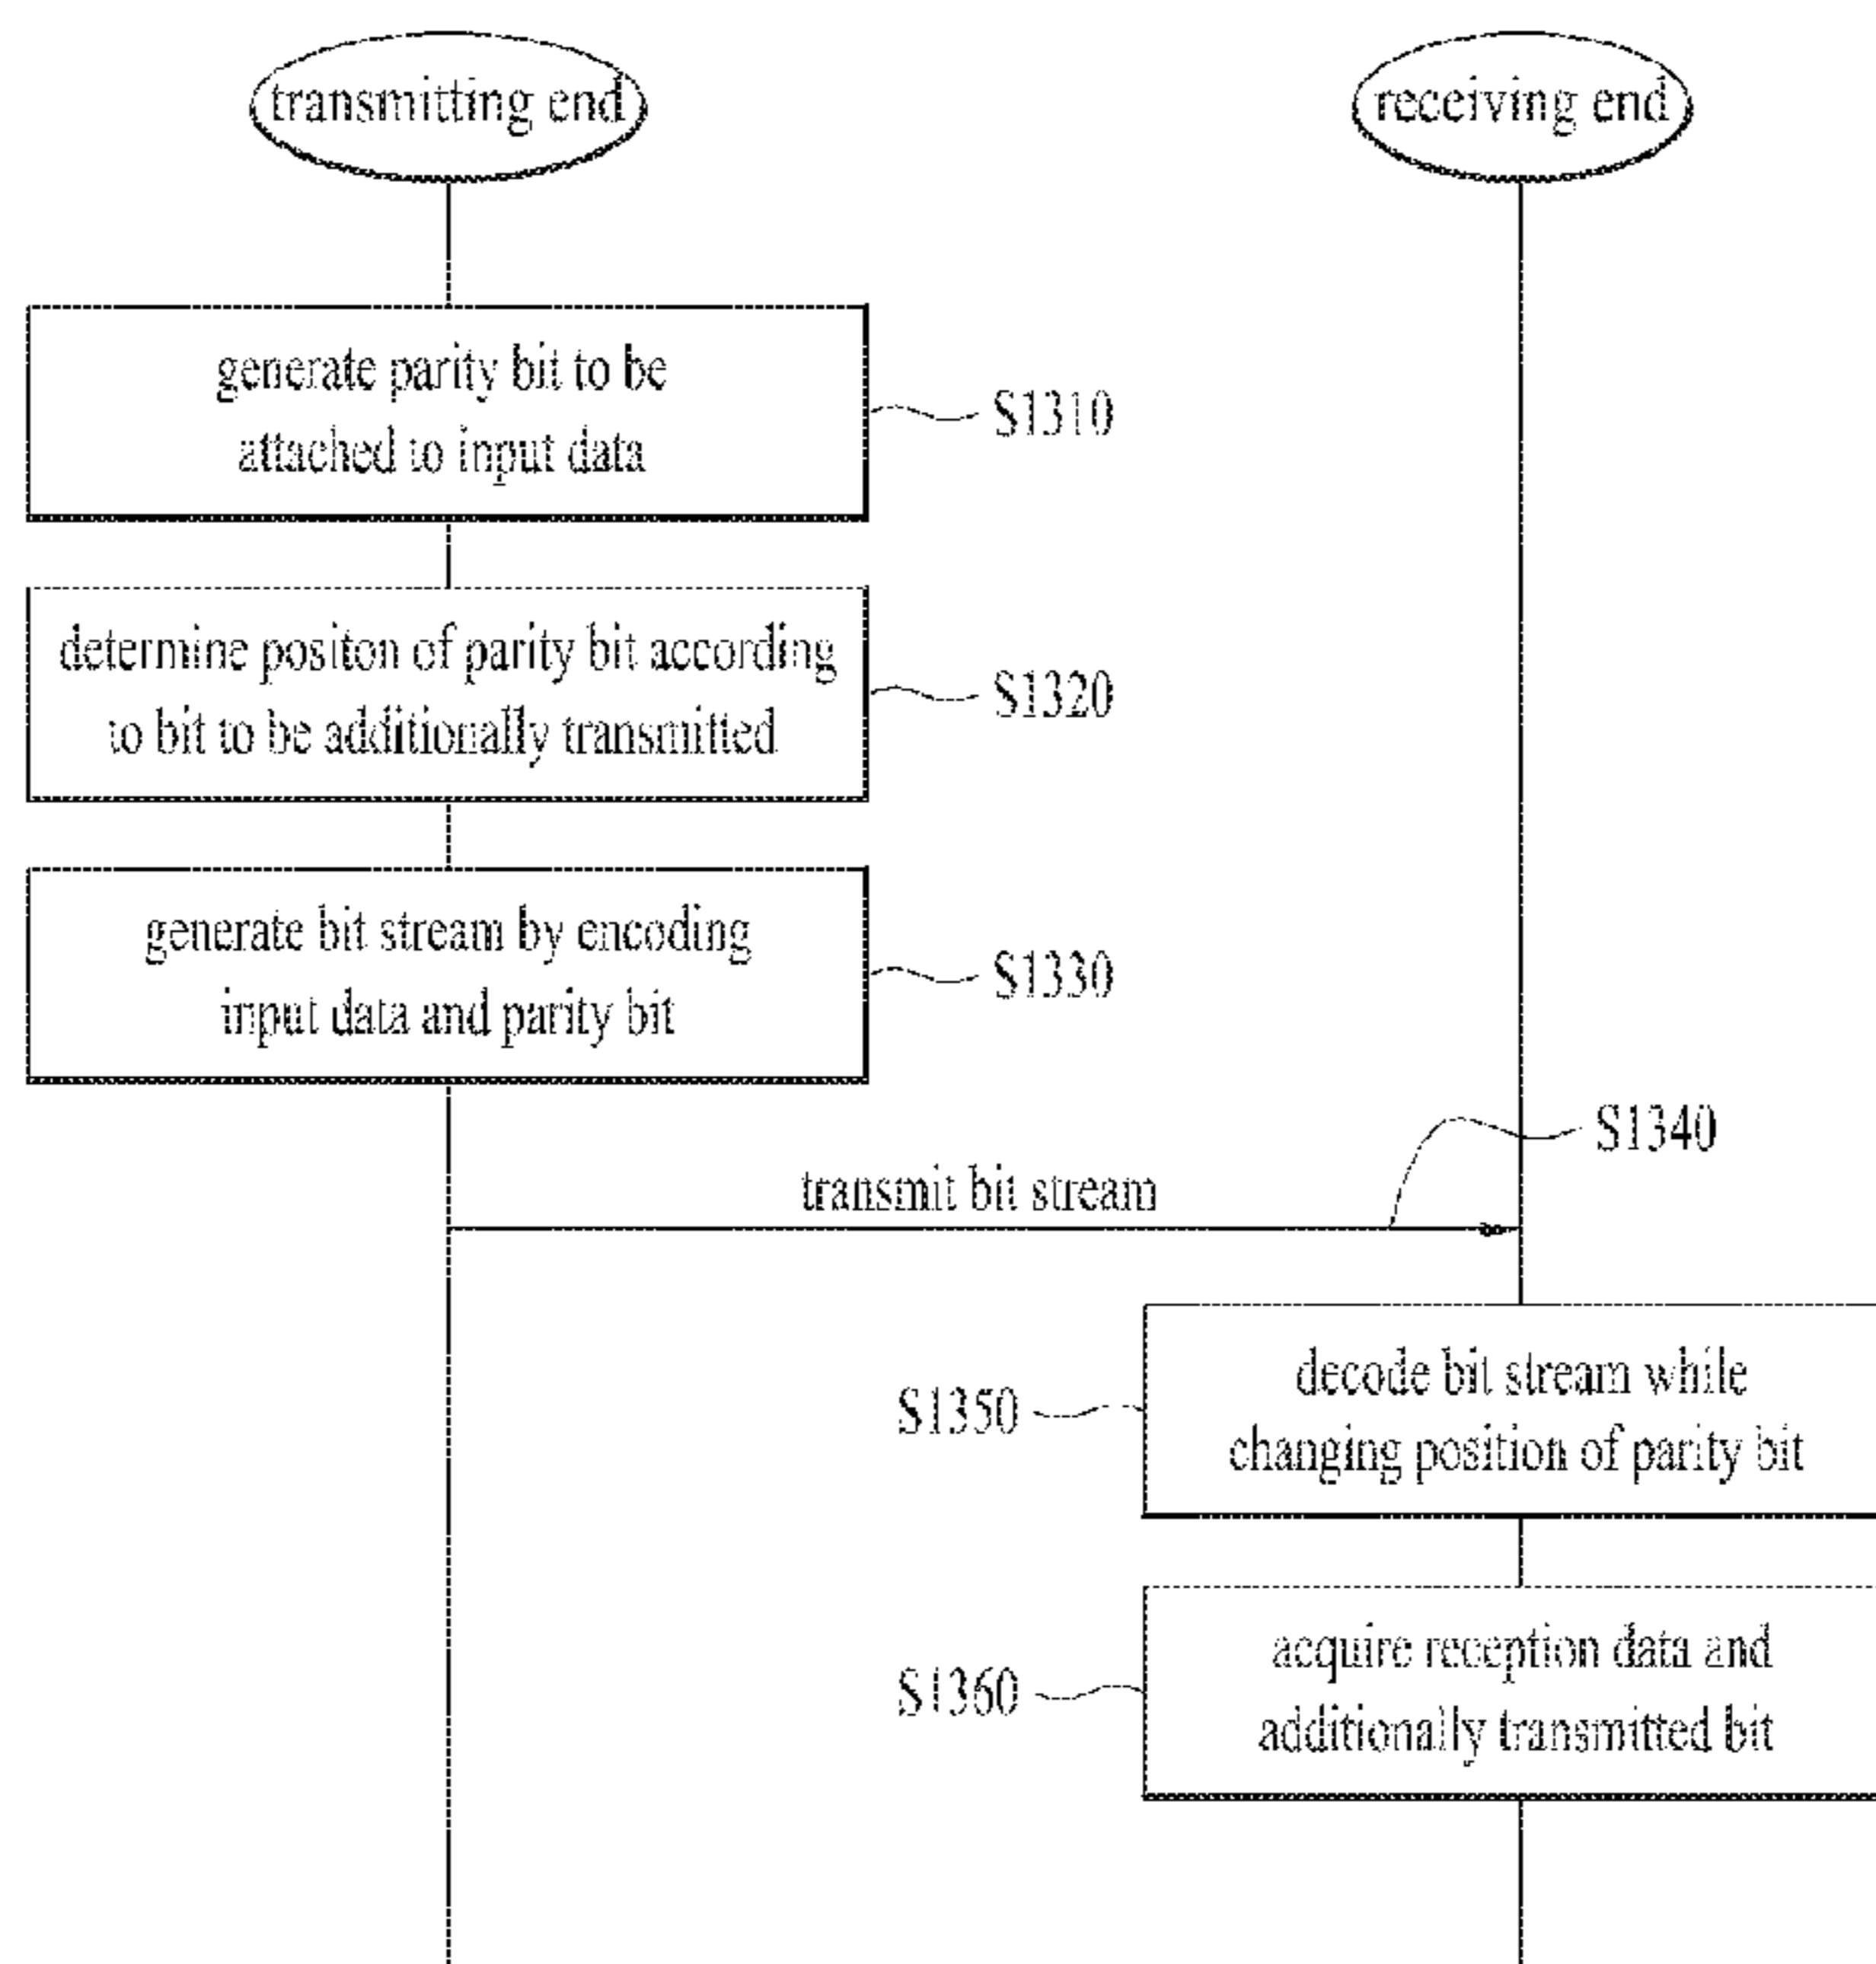 transmitting end
receiving end
generate parity bit to be
attached to input data
S1310
determine positon of parity bit according
to bit to be additionally transmitted
S1320
generate bit stream by encoding
input data and parity bit
S1330
S1340
transmit bit stream
decode bit stream while
changing position of parity bit
S1350
acquire reception data and
additionally transmitted bit
S1360